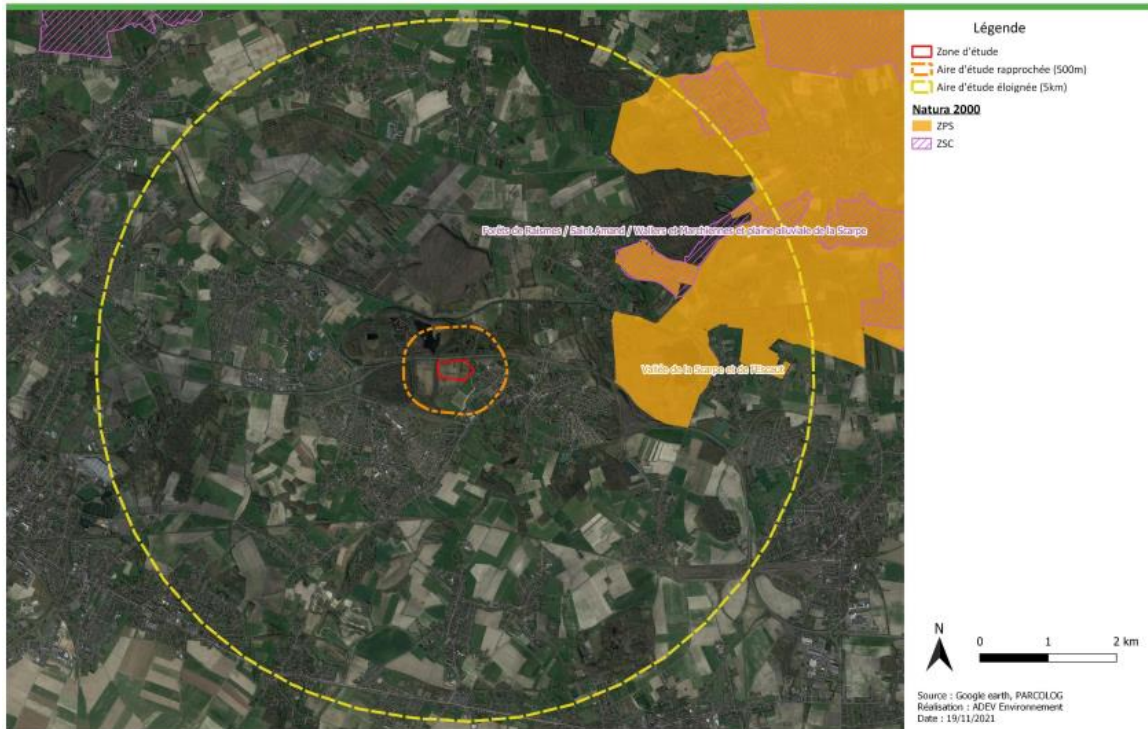 Légende
Zone d'étude
Aire d'étude rapprochée (500m)
Aire d'étude éloignée (5km)
Natura 2000
ZPS
ZSC
Forêts de Raismes / Saint Amand / Wallers et Marchiennes et plaine alluviale de la Scarpe
Vallée de la Scarpe et de l'Escaut
N
0 1 2 km
Source : Google earth, PARCOLOG
Réalisation : ADEV Environnement
Date : 19/11/2021